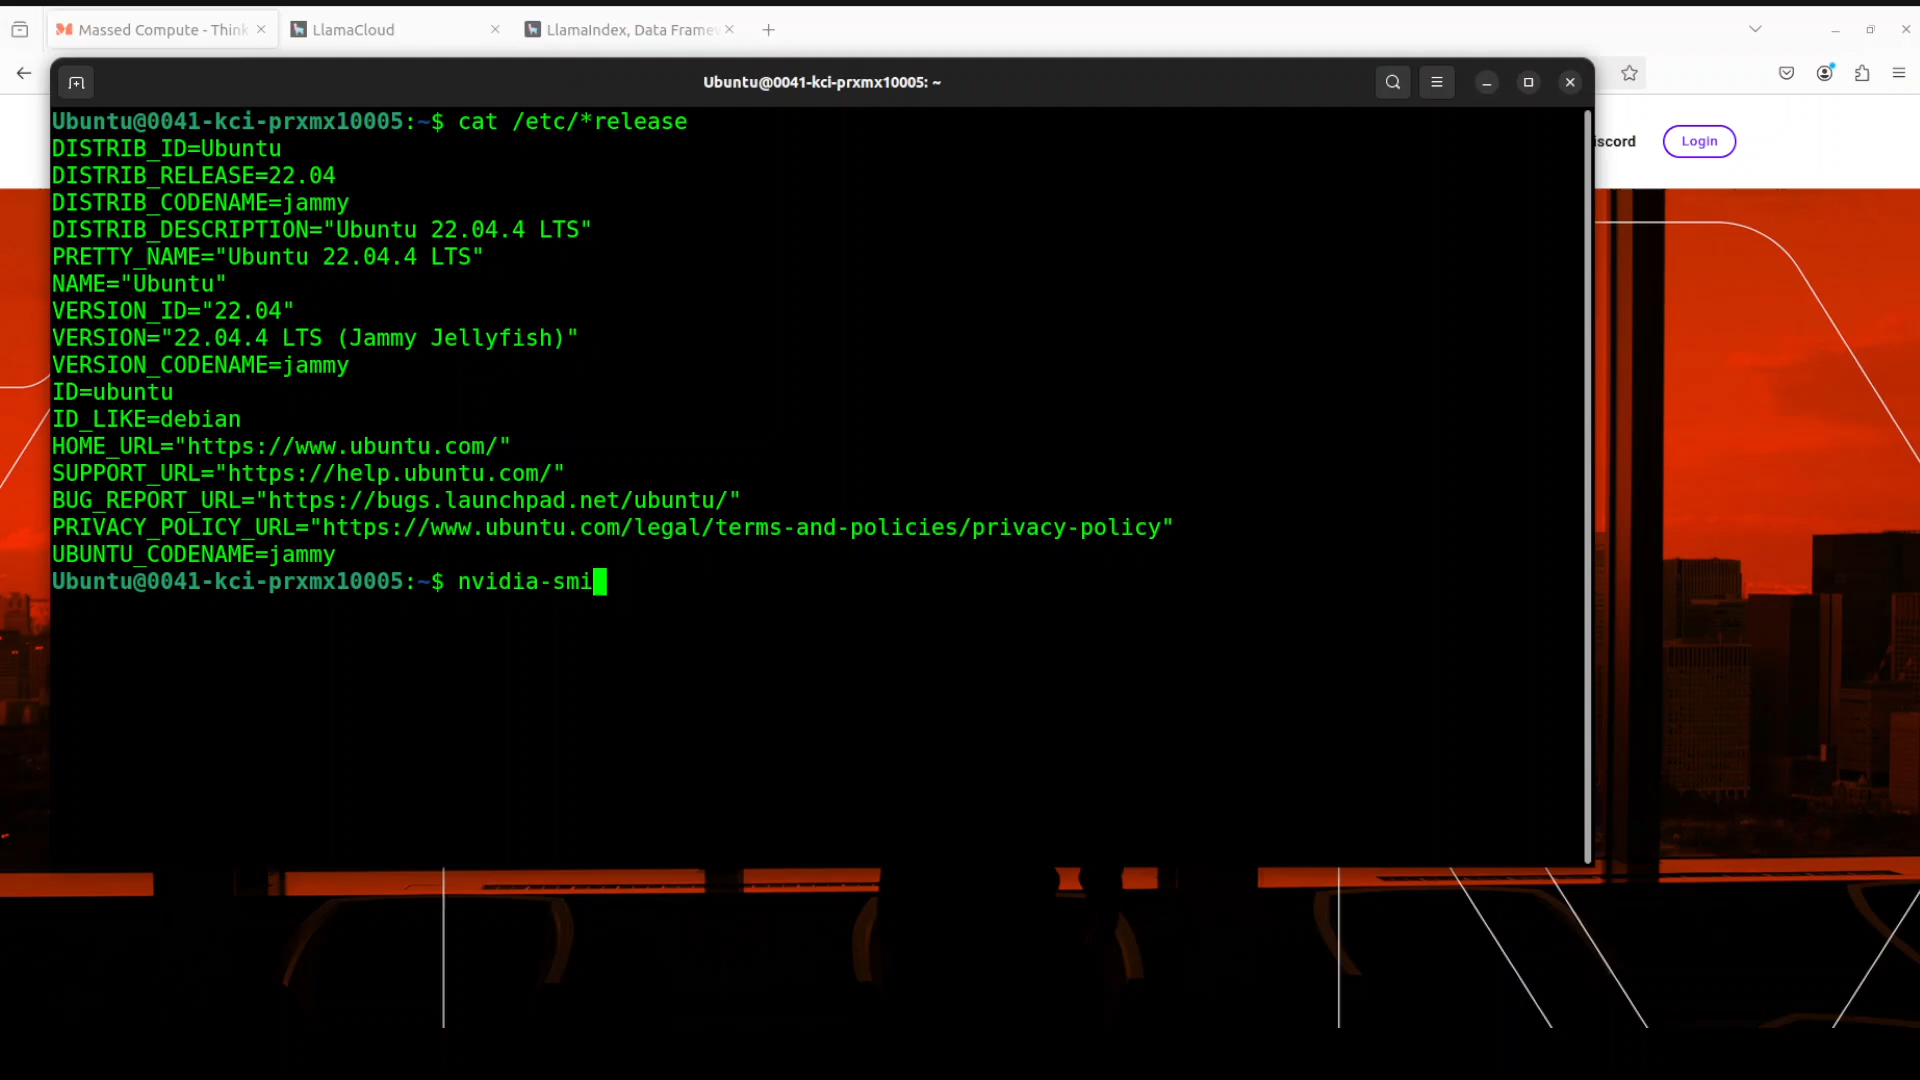 Massed Compute - Think
LlamaCloud
LlamaIndex, Data Framew
Ubuntu@0041-kci-prxmx10005: ~
scord
Login
Ubuntu@0041-kci-prxmx10005:~$ cat /etc/*release
DISTRIB_ID=Ubuntu
DISTRIB_RELEASE=22.04
DISTRIB_CODENAME=jammy
DISTRIB_DESCRIPTION="Ubuntu 22.04.4 LTS"
PRETTY_NAME="Ubuntu 22.04.4 LTS"
NAME="Ubuntu"
VERSION_ID="22.04"
VERSION="22.04.4 LTS (Jammy Jellyfish)"
VERSION_CODENAME=jammy
ID=ubuntu
ID_LIKE=debian
HOME_URL="https://www.ubuntu.com/"
SUPPORT_URL="https://help.ubuntu.com/"
BUG_REPORT_URL="https://bugs.launchpad.net/ubuntu/"
PRIVACY_POLICY_URL="https://www.ubuntu.com/legal/terms-and-policies/privacy-policy"
UBUNTU_CODENAME=jammy
Ubuntu@0041-kci-prxmx10005:~$ nvidia-smi